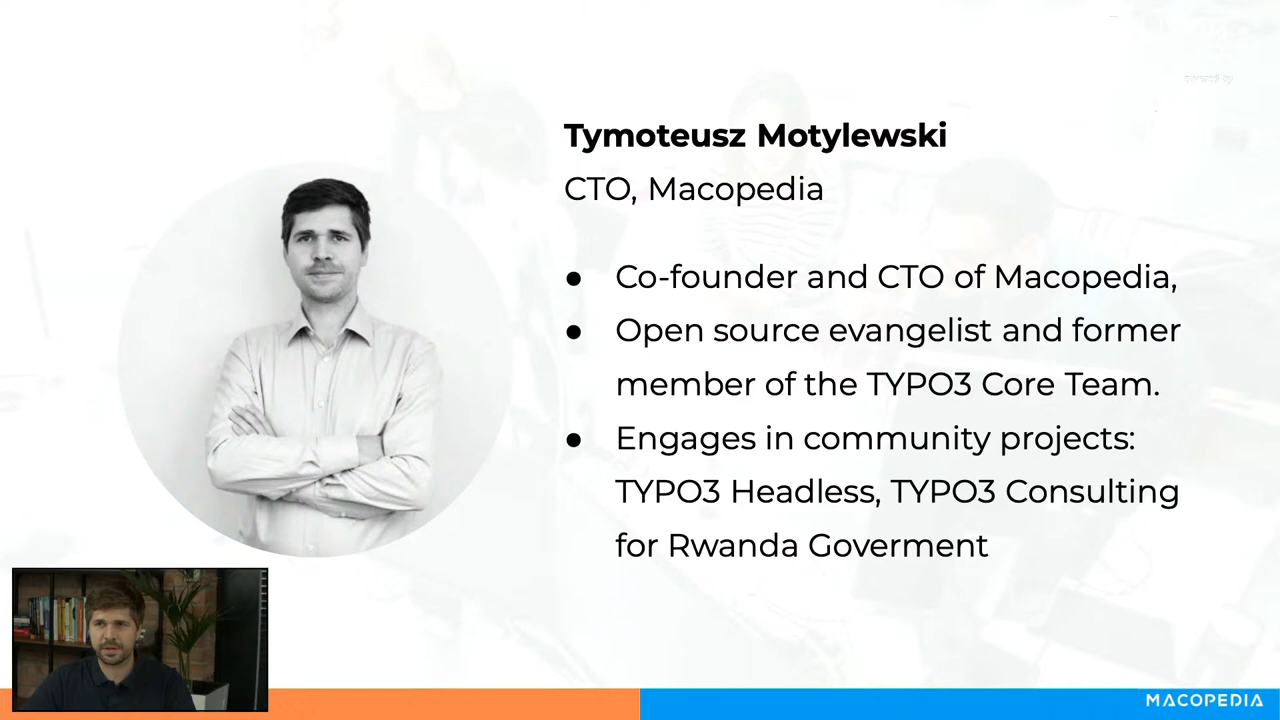 Tymoteusz Motylewski
CTO, Macopedia
● Co-founder and CTO of Macopedia,
● Open source evangelist and former
member of the TYPO3 Core Team.
● Engages in community projects:
TYPO3 Headless, TYPO3 Consulting
for Rwanda Goverment
MACOPEDIA